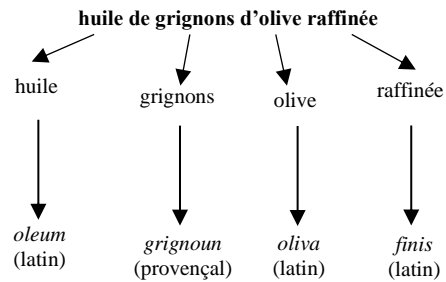 huile de grignons d’olive raffinée
huile grignons olive raffinée
oleum grignoun oliva finis
(latin) (provençal) (latin) (latin)